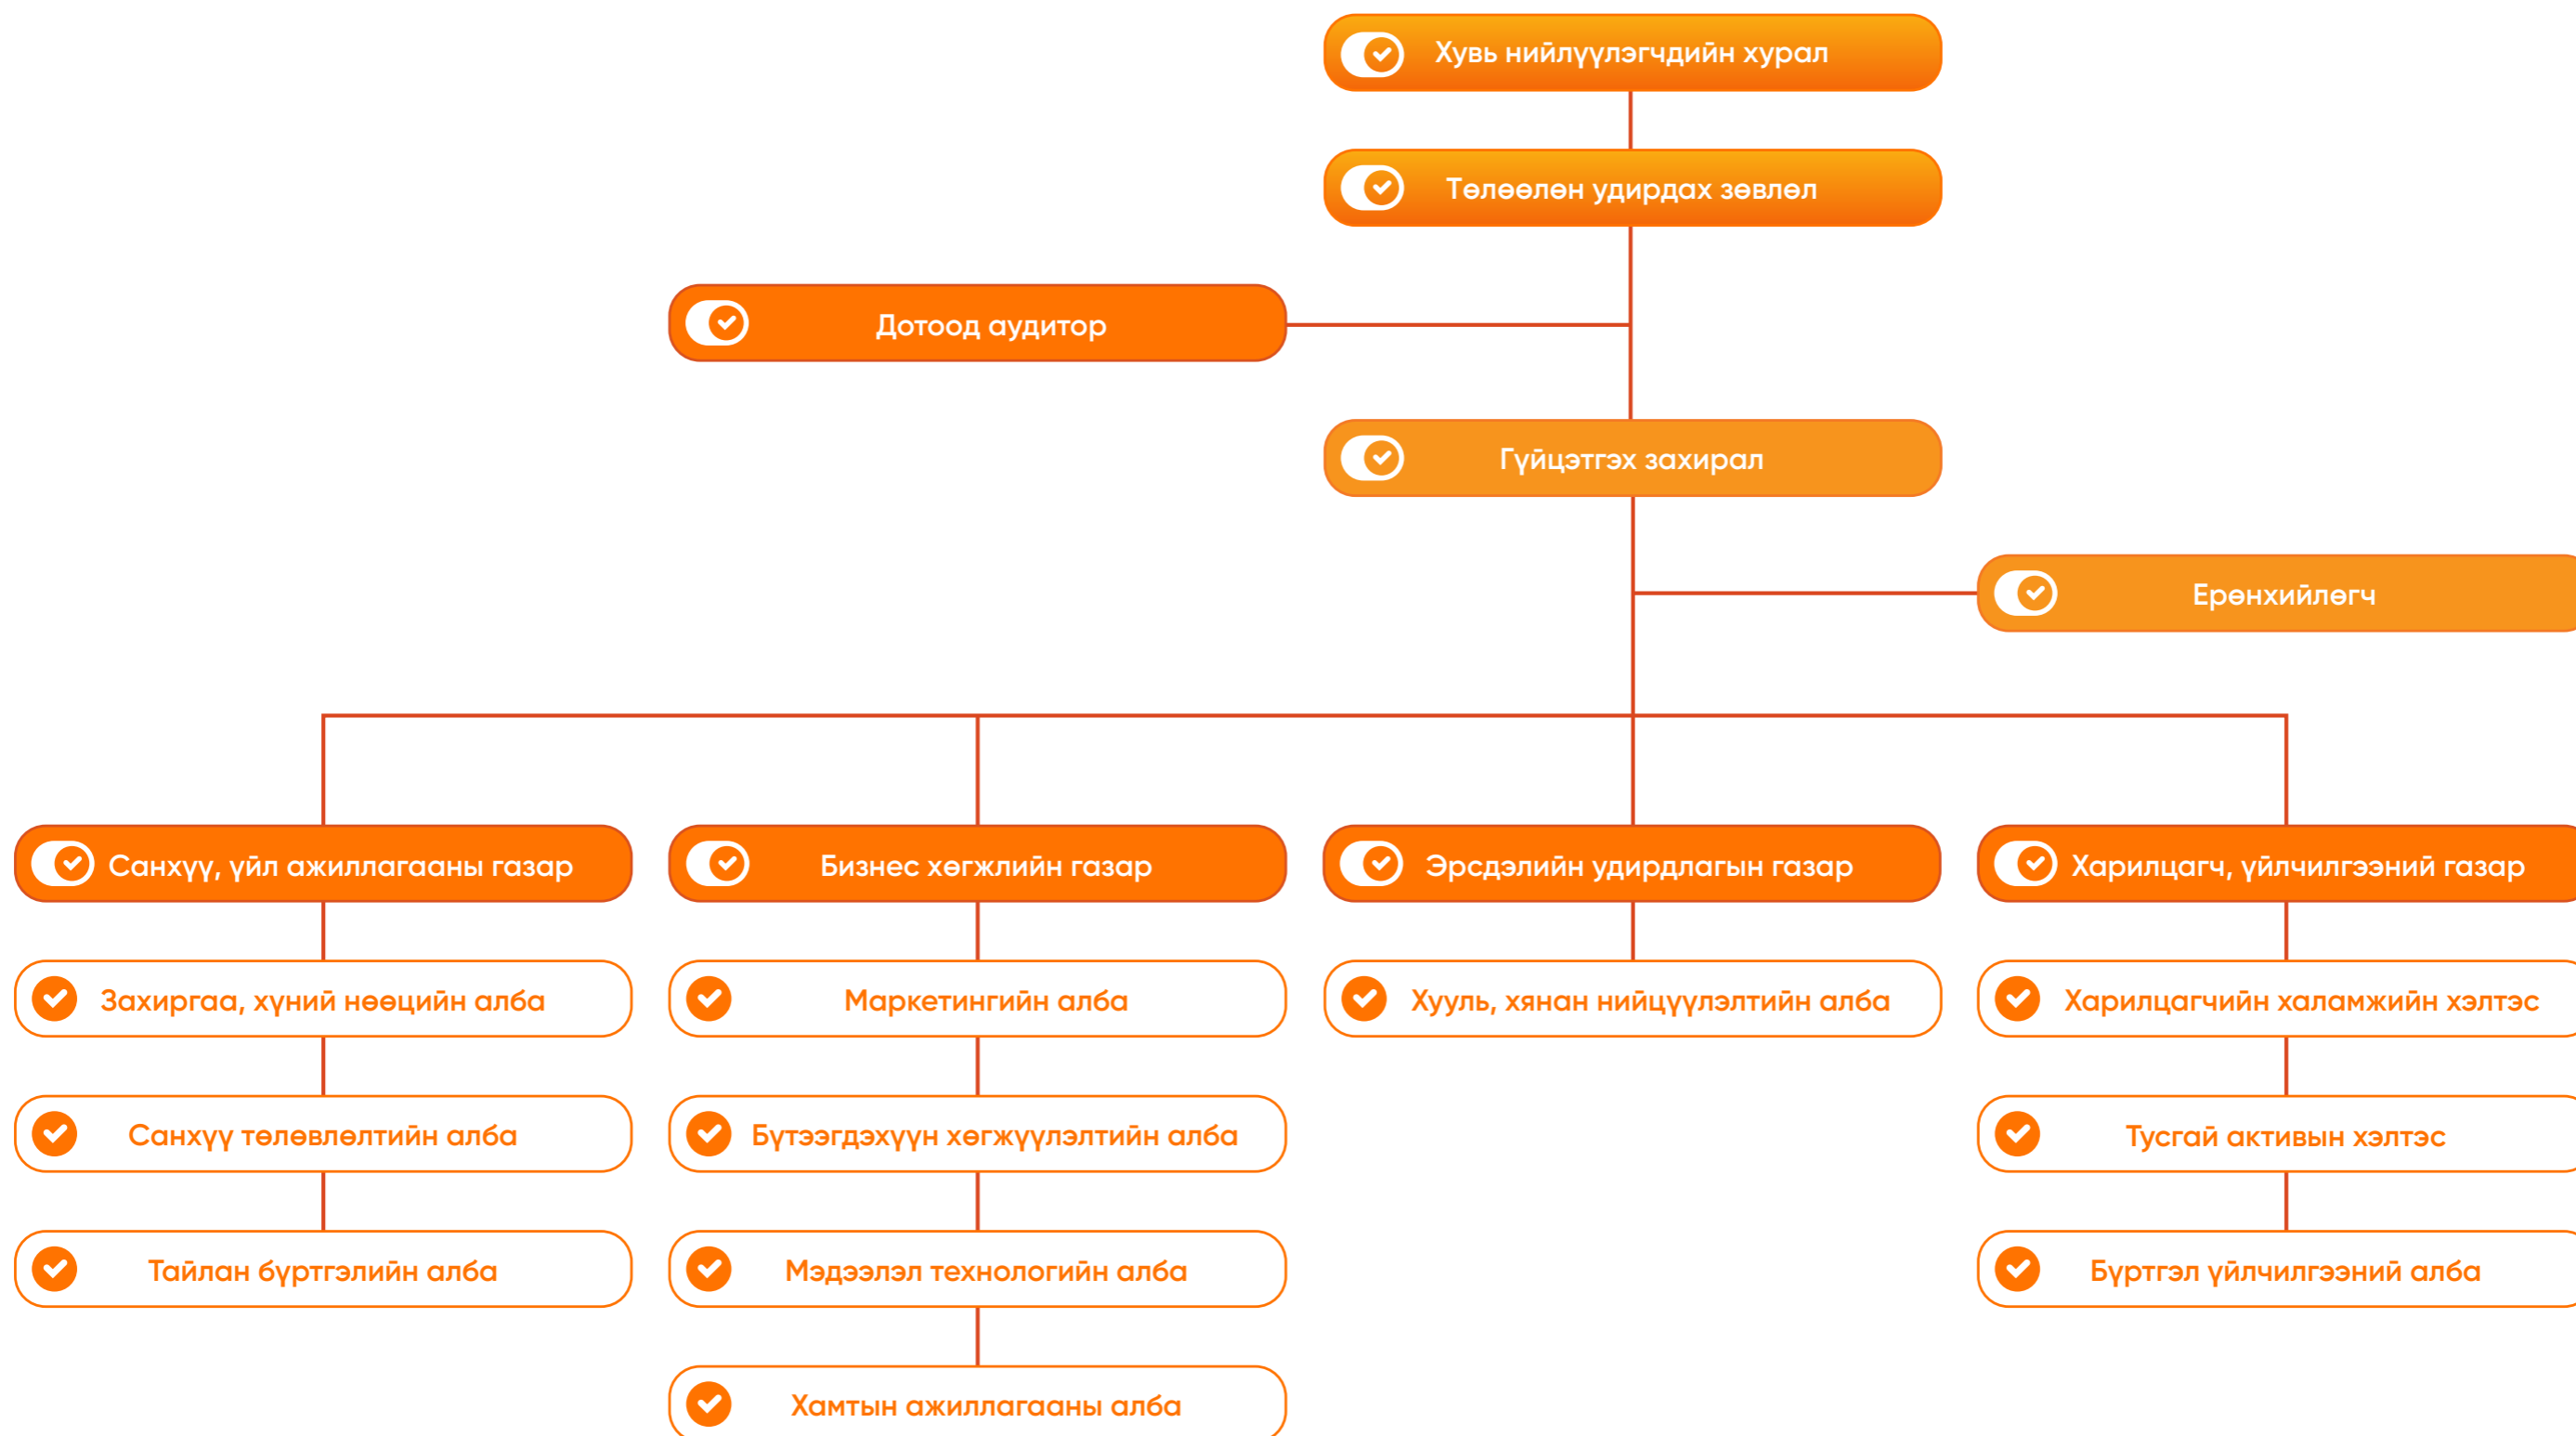 Хувь нийлүүлэгчдийн хурал
Төлөөлөн удирдах зөвлөл
Дотоод аудитор
Гүйцэтгэх захирал
Ерөнхийлөгч
Санхүү, үйл ажиллагааны газар
Бизнес хөгжлийн газар
Эрсдэлийн удирдлагын газар
Харилцагч, үйлчилгээний газар
Захиргаа, хүний нөөцийн алба
Маркетингийн алба
Хууль, хянан нийцүүлэлтийн алба
Харилцагчийн халамжийн хэлтэс
Санхүү төлөвлөлтийн алба
Бүтээгдэхүүн хөгжүүлэлтийн алба
Тусгай активын хэлтэс
Тайлан бүртгэлийн алба
Мэдээлэл технологийн алба
Бүртгэл үйлчилгээний алба
Хамтын ажиллагааны алба